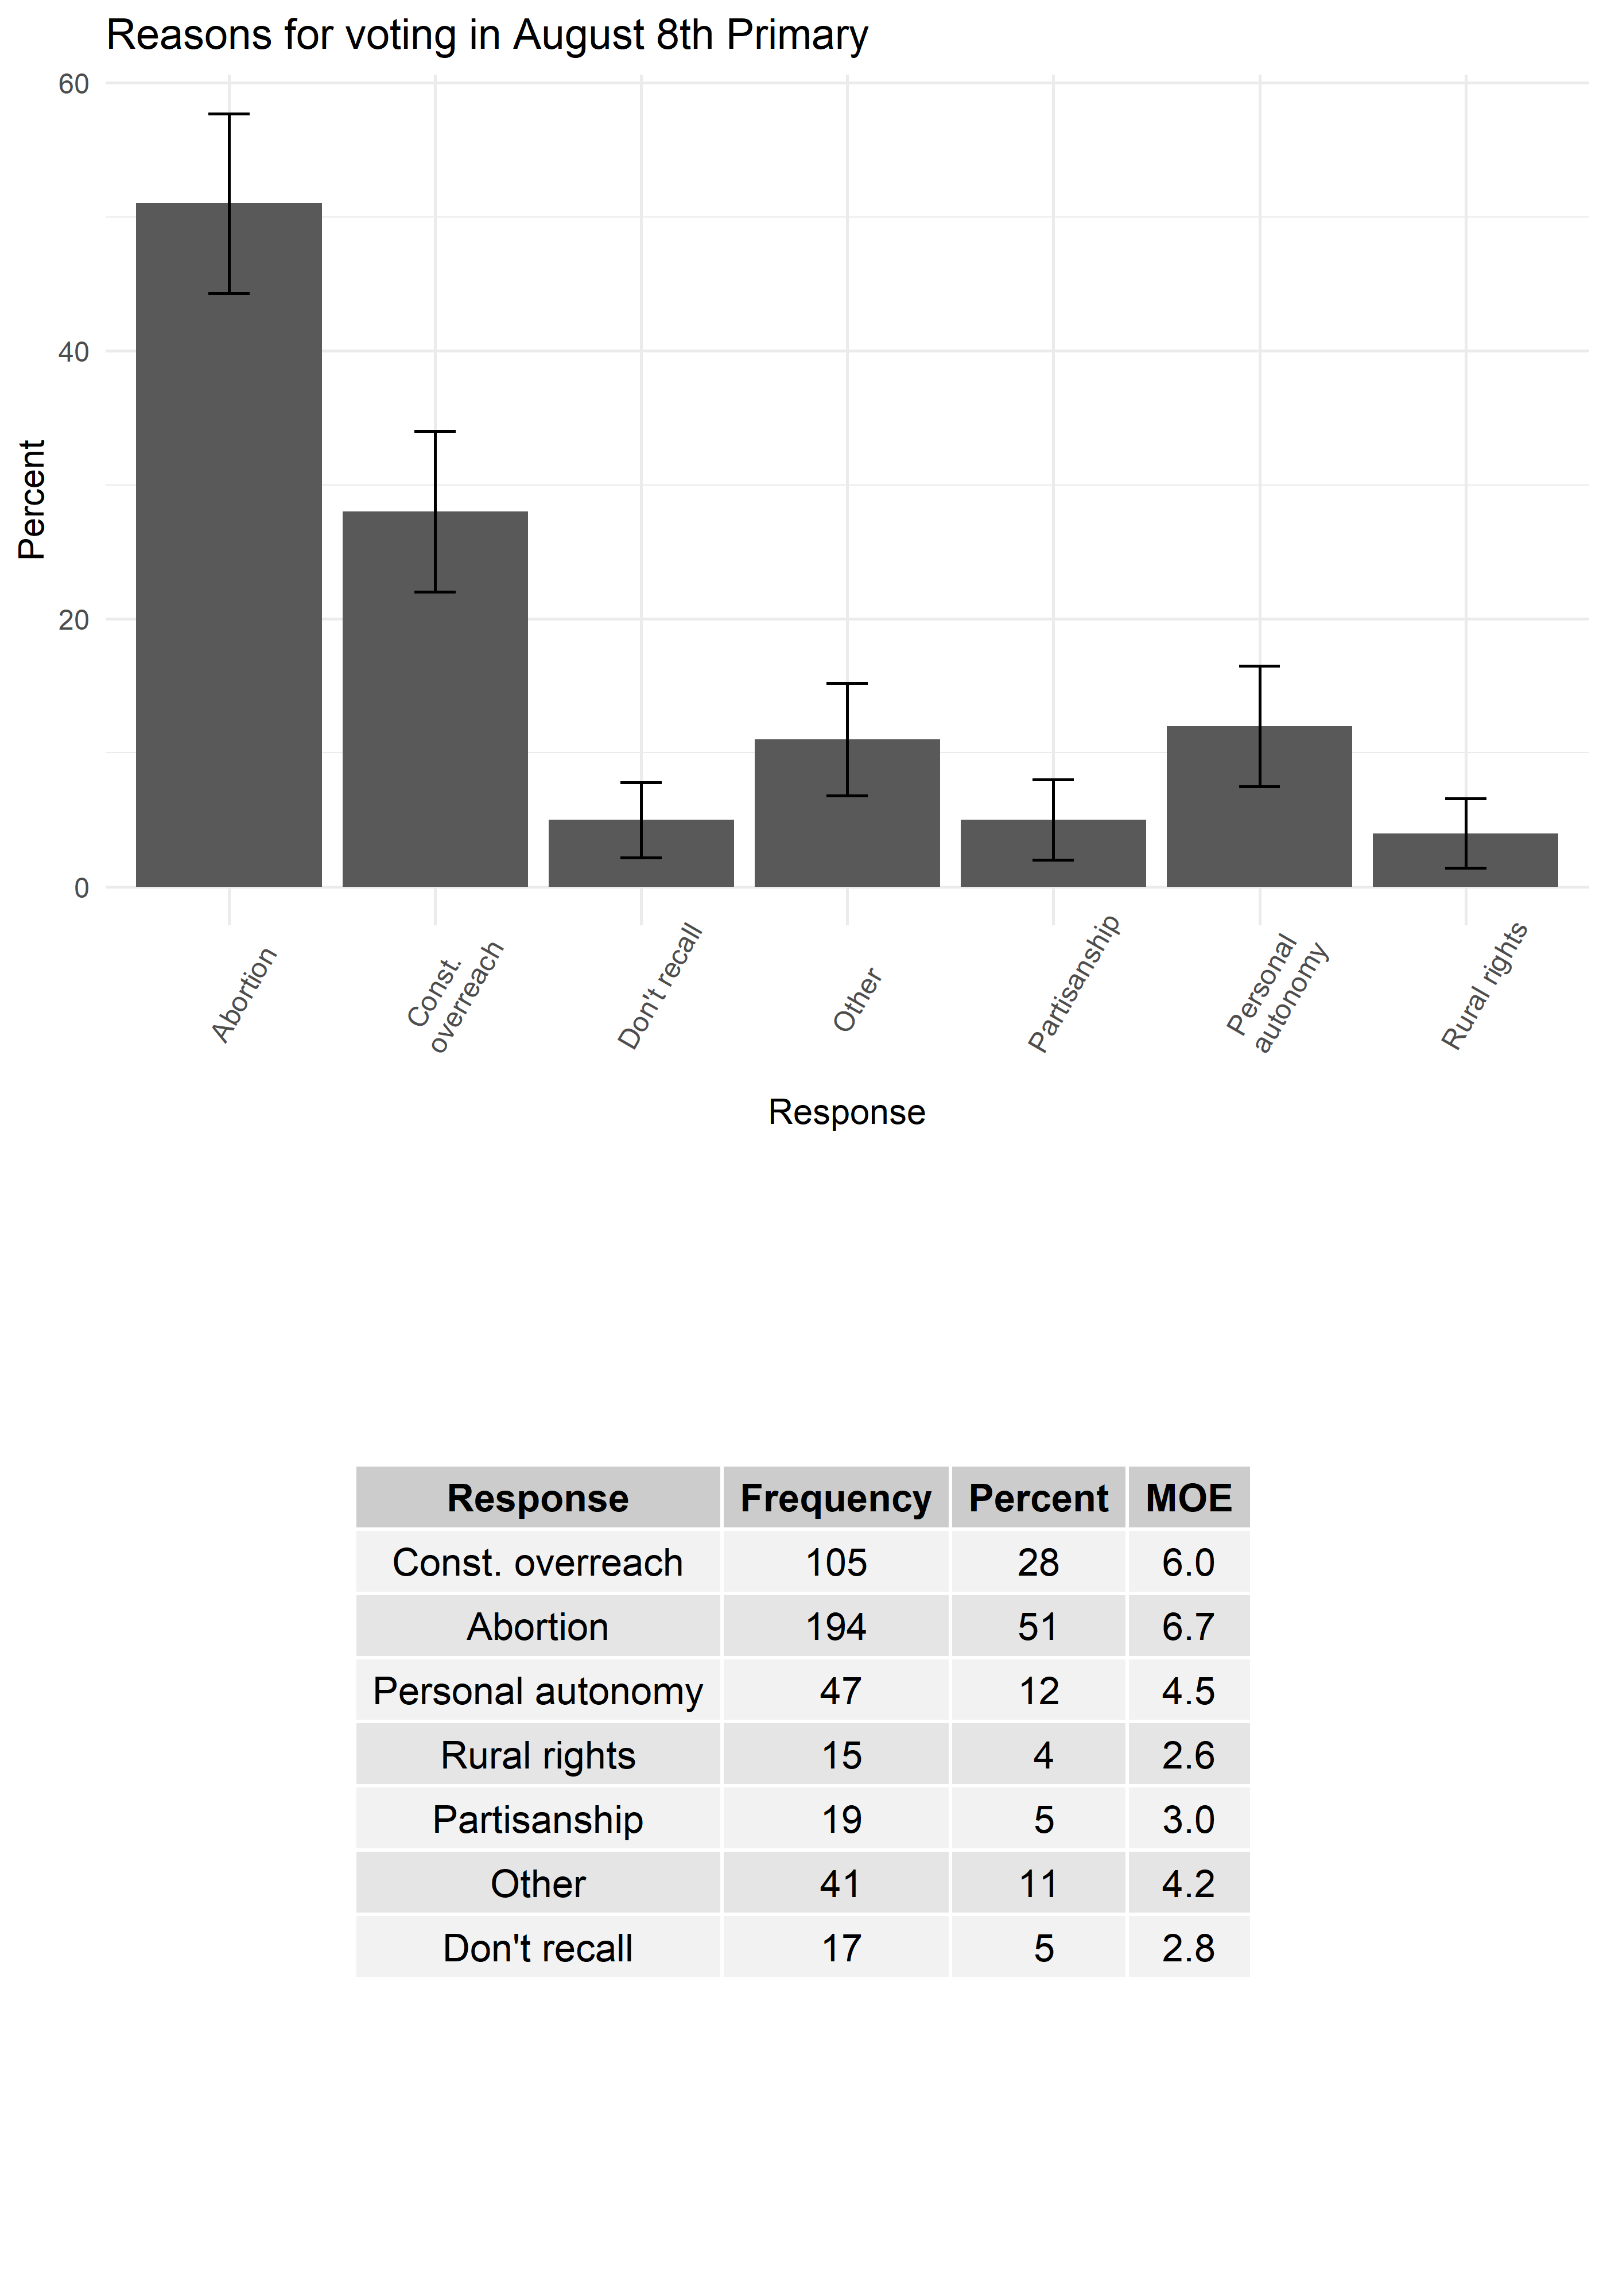 Reasons for voting in August 8th Primary
60
40
20
0
Percent
Abortion
Const.
overreach
Don't recall
Other
Partisanship
Personal
autonomy
Rural rights
Response
Response Frequency Percent MOE
Const. overreach 105 28 6.0
Abortion 194 51 6.7
Personal autonomy 47 12 4.5
Rural rights 15 4 2.6
Partisanship 19 5 3.0
Other 41 11 4.2
Don't recall 17 5 2.8